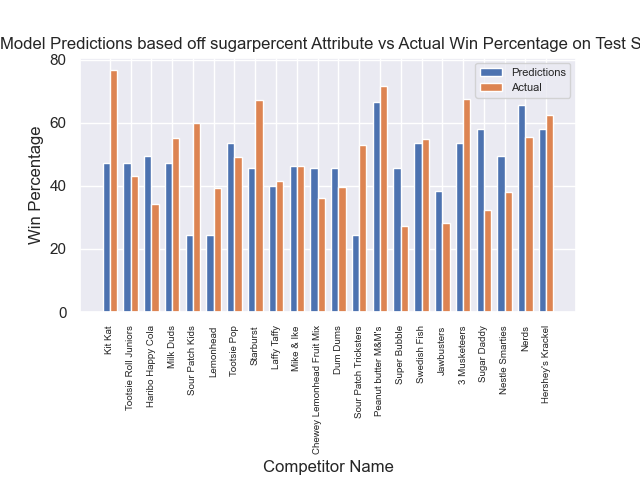 Model Predictions based off sugarpercent Attribute vs Actual Win Percentage on Test S
Predictions
Actual
Win Percentage
80
60
40
20
0
Kit Kat
Tootsie Roll Juniors
Haribo Happy Cola
Milk Duds
Sour Patch Kids
Lemonhead
Tootsie Pop
Starburst
Laffy Taffy
Mike & Ike
Chewey Lemonhead Fruit Mix
Dum Dums
Sour Patch Tricksters
Peanut butter M&M's
Super Bubble
Swedish Fish
Jawbusters
3 Musketeers
Sugar Daddy
Nestle Smarties
Nerds
Hershey's Krackel
Competitor Name